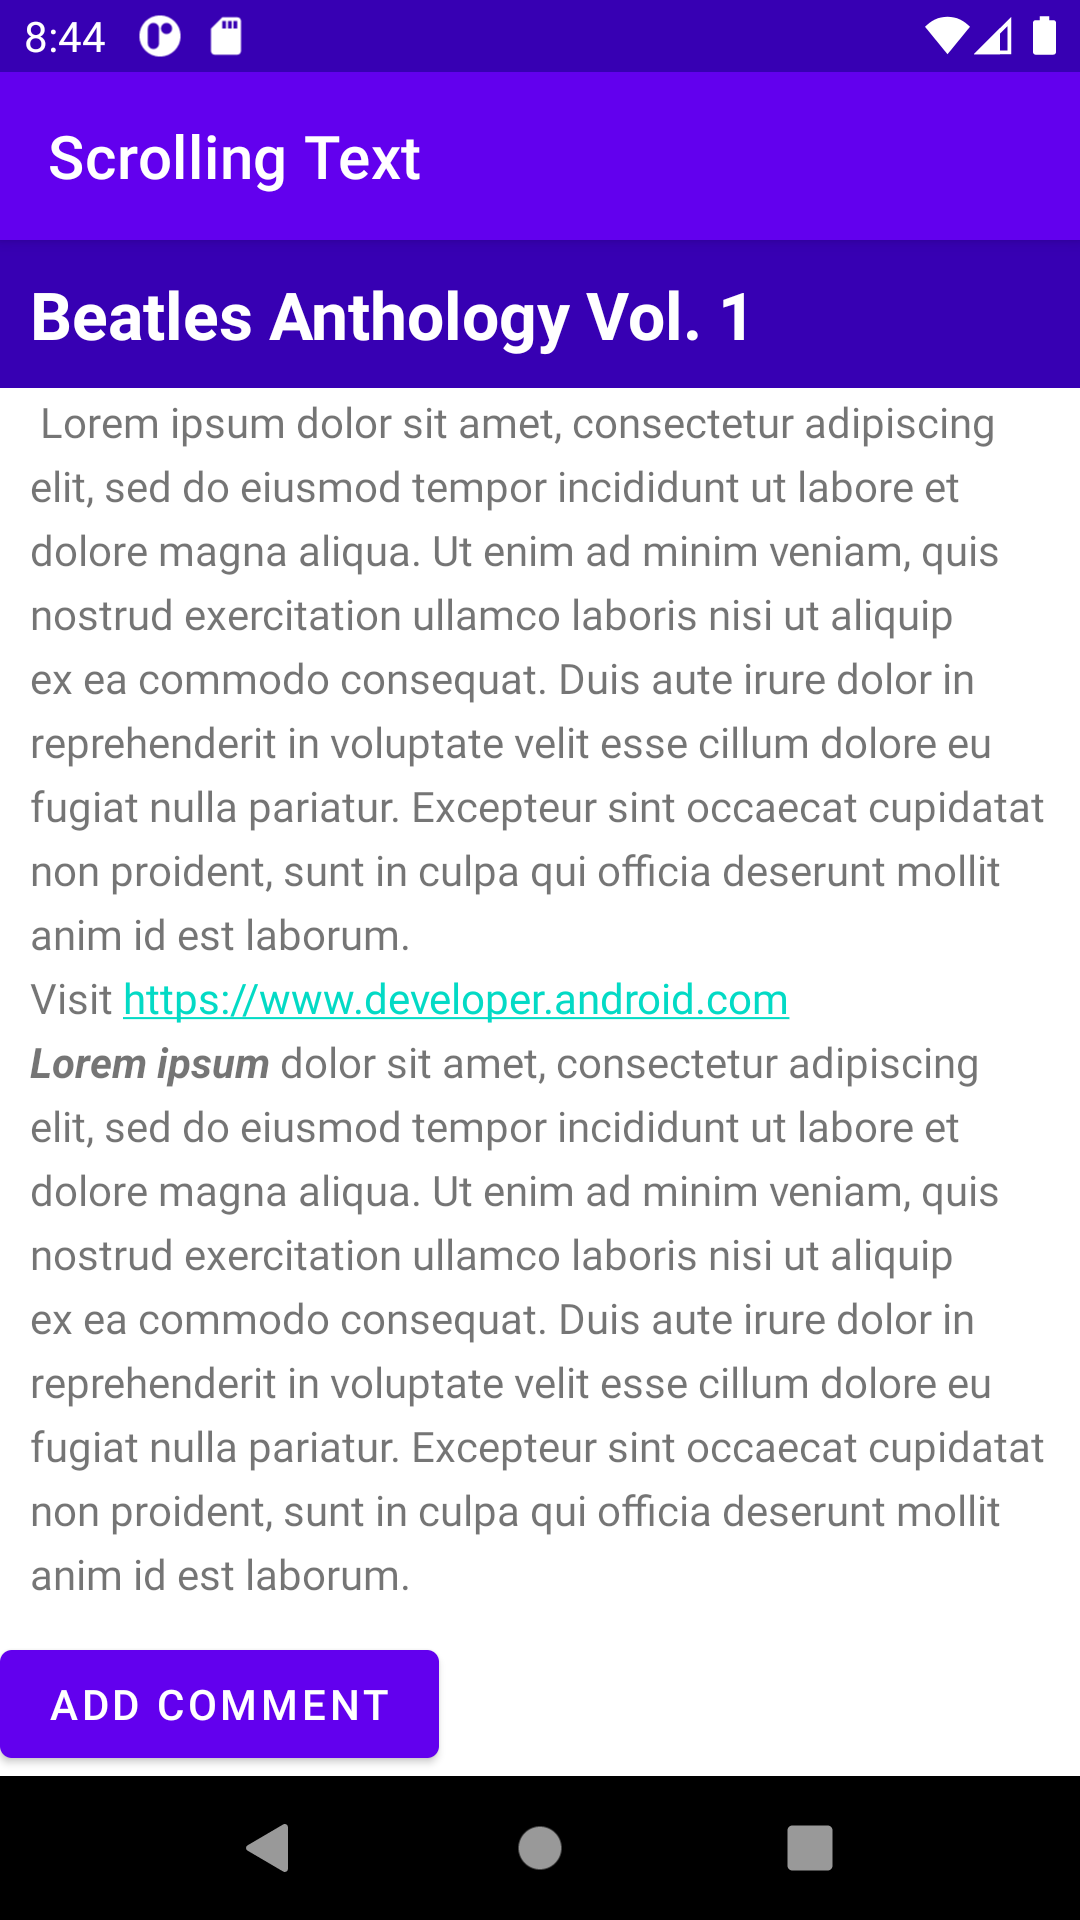 8:44
Scrolling Text
Beatles Anthology Vol. 1
Lorem ipsum dolor sit amet, consectetur adipiscing
elit, sed do eiusmod tempor incididunt ut labore et
dolore magna aliqua. Ut enim ad minim veniam, quis
nostrud exercitation ullamco laboris nisi ut aliquip
ex ea commodo consequat. Duis aute irure dolor in
reprehenderit in voluptate velit esse cillum dolore eu
fugiat nulla pariatur. Excepteur sint occaecat cupidatat
non proident, sunt in culpa qui officia deserunt mollit
anim id est laborum.
Visit https://www.developer.android.com
Lorem ipsum dolor sit amet, consectetur adipiscing
elit, sed do eiusmod tempor incididunt ut labore et
dolore magna aliqua. Ut enim ad minim veniam, quis
nostrud exercitation ullamco laboris nisi ut aliquip
ex ea commodo consequat. Duis aute irure dolor in
reprehenderit in voluptate velit esse cillum dolore eu
fugiat nulla pariatur. Excepteur sint occaecat cupidatat
non proident, sunt in culpa qui officia deserunt mollit
anim id est laborum.
ADD COMMENT